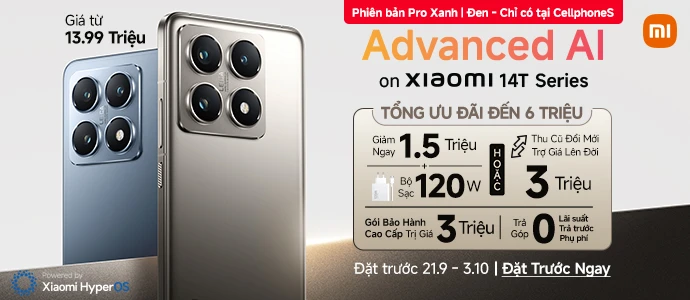 Giá từ
13.99 Triệu
Phiên bản Pro Xanh | Đen - Chỉ có tại CellphoneS
Advanced AI
on xiaomi 14T Series
TỔNG ƯU ĐÃI ĐẾN 6 TRIỆU
Giảm Ngay 1.5 Triệu
+
Bộ Sạc 120W
HOẶC
Thu Cũ Đổi Mới
Trợ Giá Lên Đời
3 Triệu
Gói Bảo Hành
Cao Cấp Trị Giá 3 Triệu
Trả Góp 0 Lãi suất
Trả trước
Phụ phí
Đặt trước 21.9 - 3.10 | Đặt Trước Ngay
Powered by
Xiaomi HyperOS